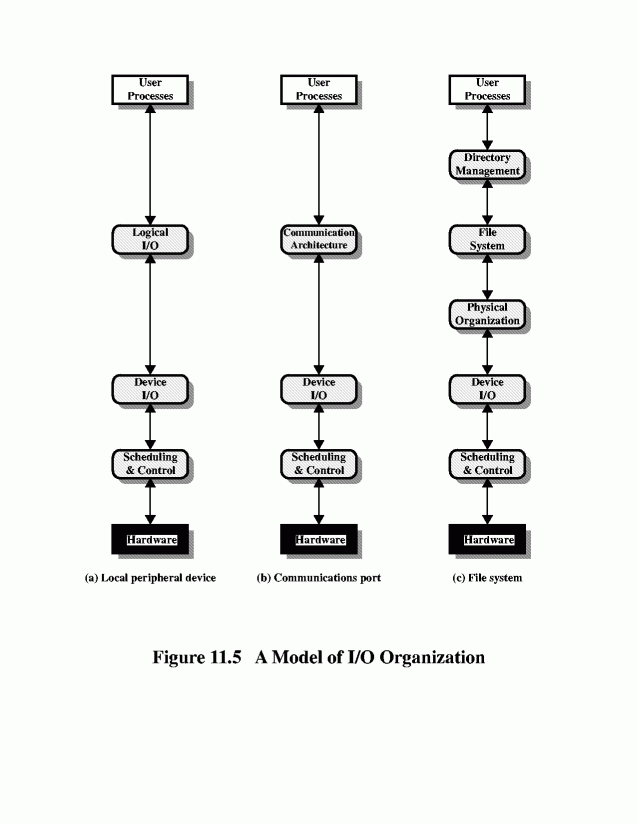 User
Processes
User
Processes
User
Processes
Directory
Management
Logical
I/O
Communication
Architecture
File
System
Physical
Organization
Device
I/O
Device
I/O
Device
I/O
Scheduling
& Control
Scheduling
& Control
Scheduling
& Control
Hardware
Hardware
Hardware
(a) Local peripheral device
(b) Communications port
(c) File system
Figure 11.5 A Model of I/O Organization